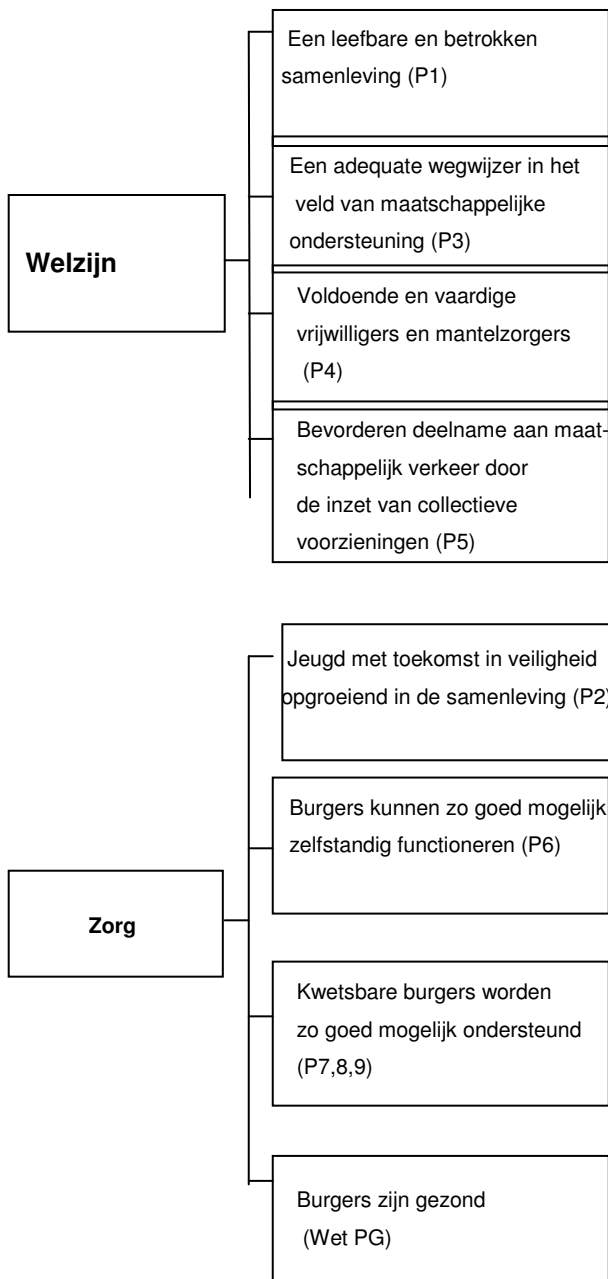 Een leefbare en betrokken
samenleving (P1)
Een adequate wegwijzer in het
veld van maatschappelijke
ondersteuning (P3)
Welzijn
Voldoende en vaardige
vrijwilligers en mantelzorgers
(P4)
Bevorderen deelname aan maat-
schappelijk verkeer door
de inzet van collectieve
voorzieningen (P5)
Jeugd met toekomst in veiligheid
opgroeiend in de samenleving (P2)
Burgers kunnen zo goed mogelijk
zelfstandig functioneren (P6)
Zorg
Kwetsbare burgers worden
zo goed mogelijk ondersteund
(P7,8,9)
Burgers zijn gezond
(Wet PG)